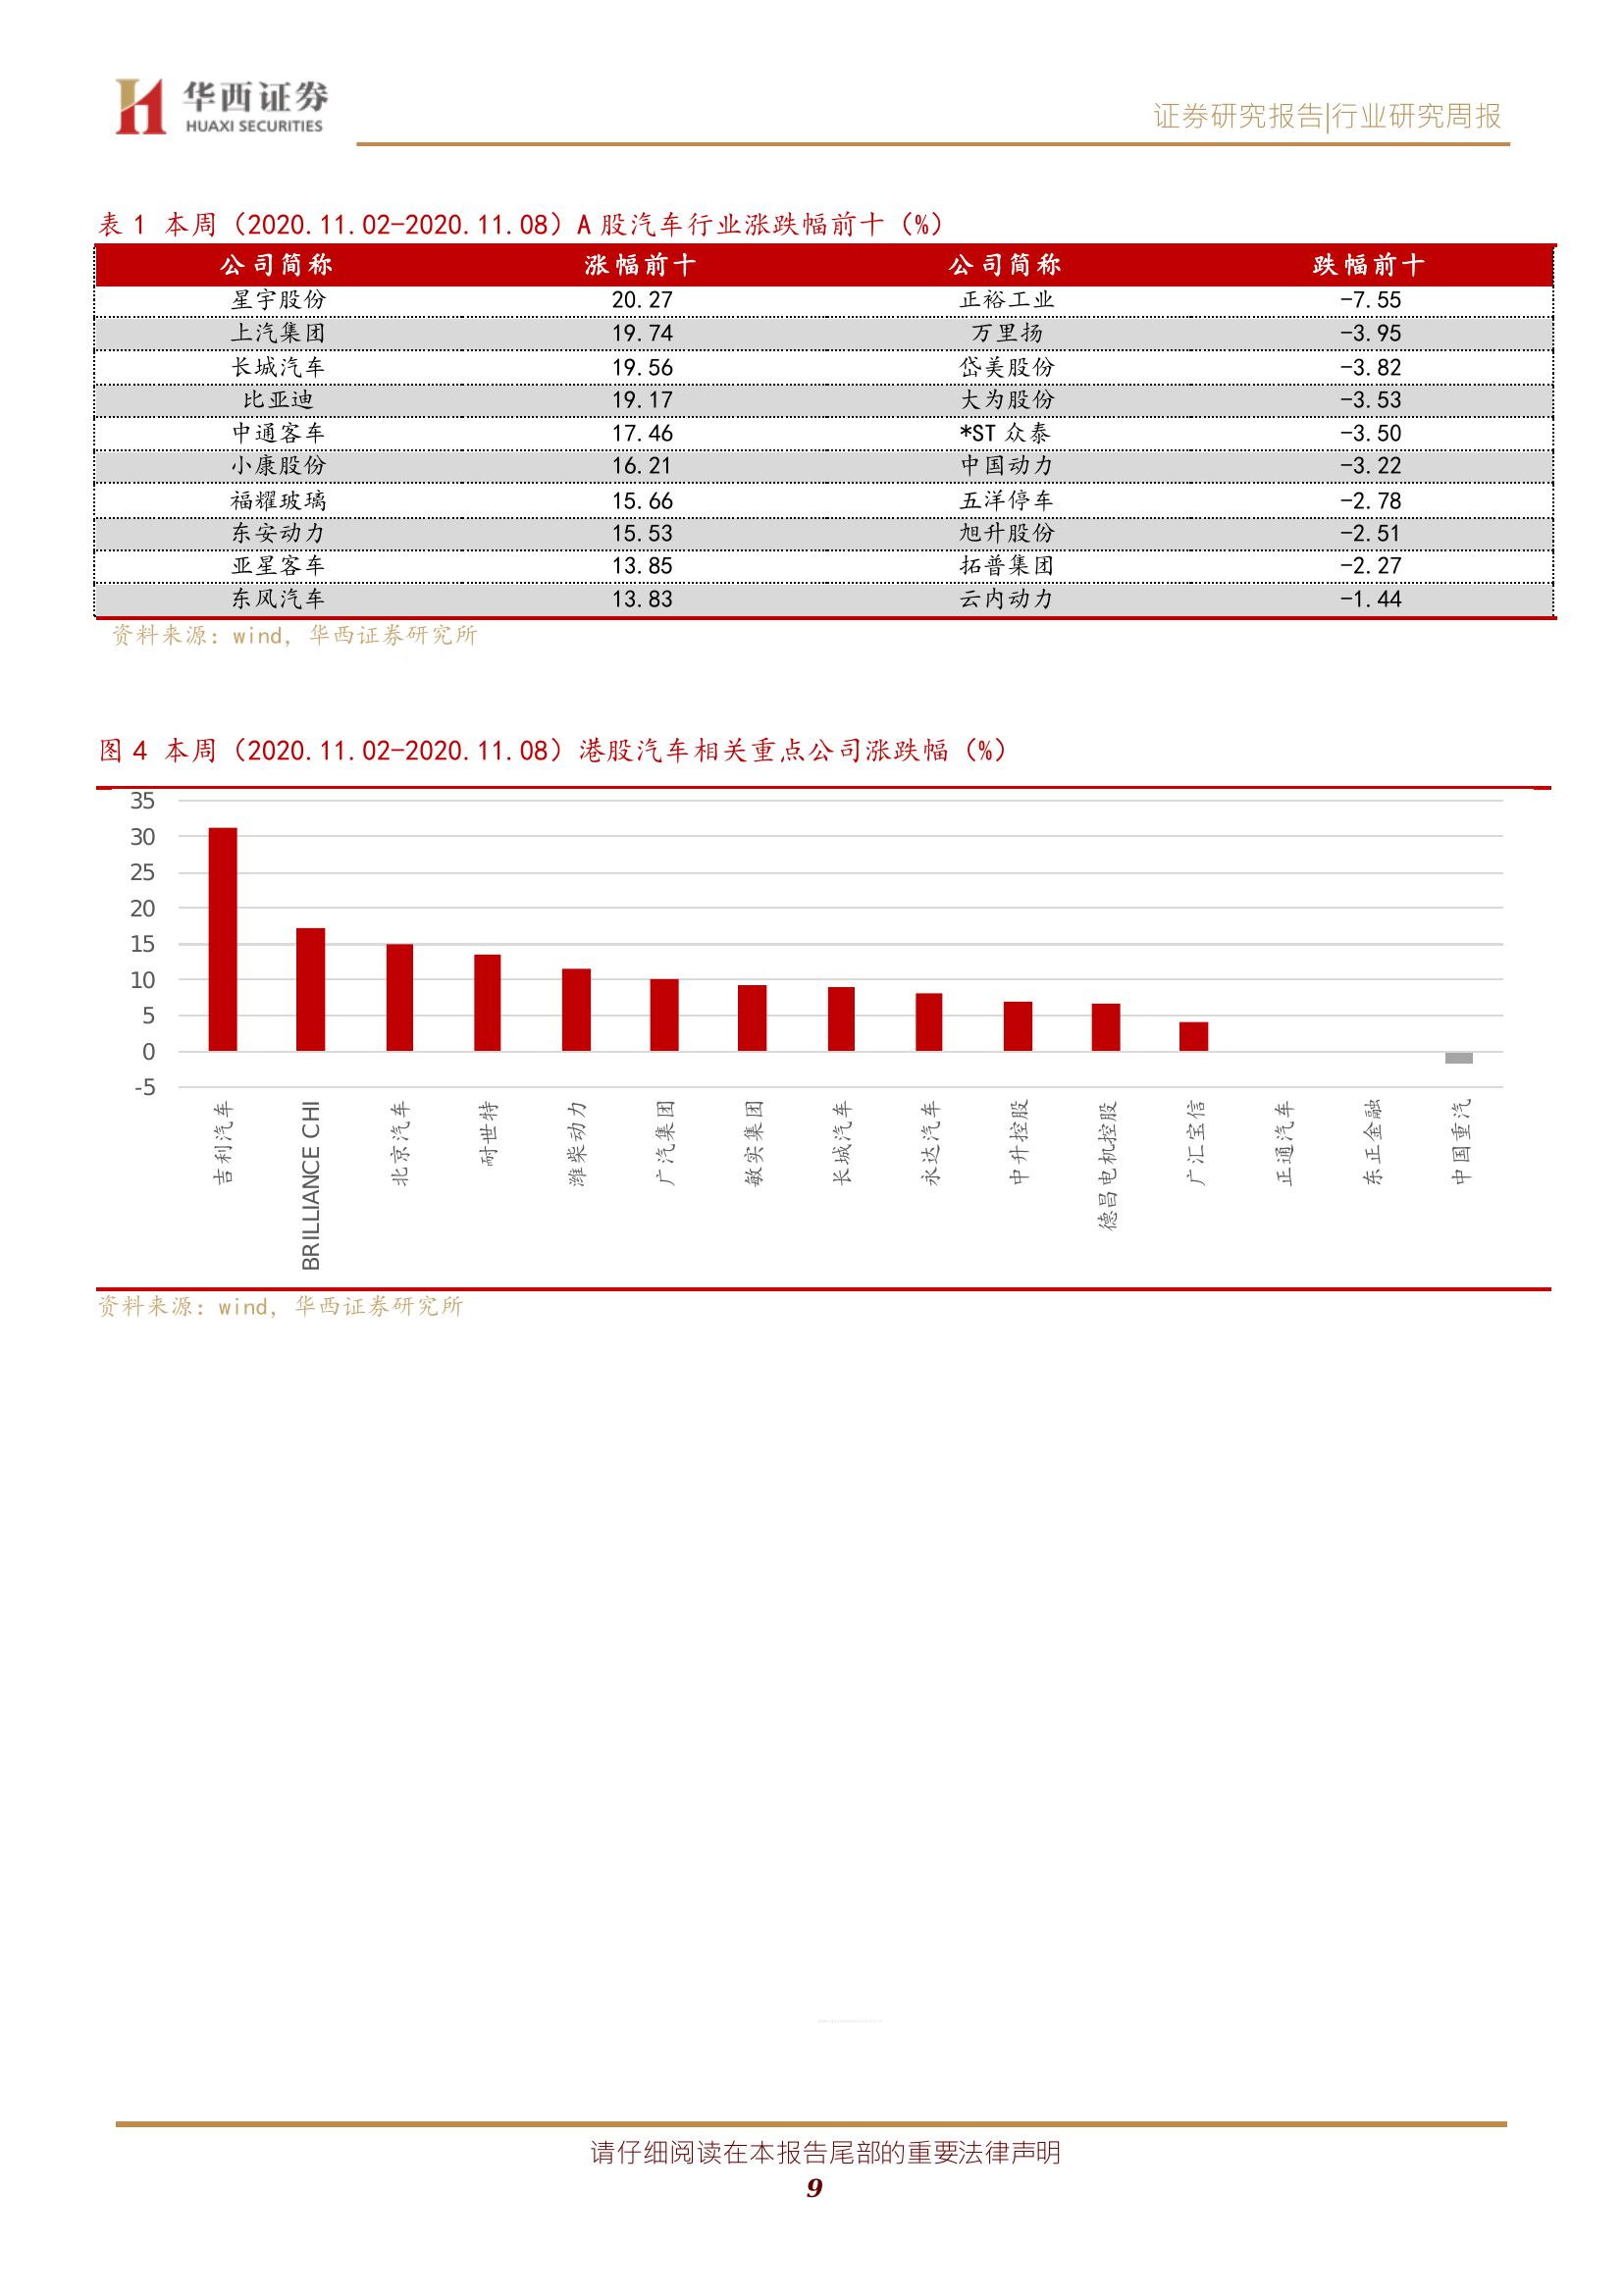 华西证券
HUAXI SECURITIES
证券研究报告|行业研究周报
表 1 本周（2020.11.02-2020.11.08）A 股汽车行业涨跌幅前十（%）
公司简称 涨幅前十 公司简称 跌幅前十
星宇股份 20.27 正裕工业 -7.55
上汽集团 19.74 万里扬 -3.95
长城汽车 19.56 岱美股份 -3.82
比亚迪 19.17 大为股份 -3.53
中通客车 17.46 *ST 众泰 -3.50
小康股份 16.21 中国动力 -3.22
福耀玻璃 15.66 五洋停车 -2.78
东安动力 15.53 旭升股份 -2.51
亚星客车 13.85 拓普集团 -2.27
东风汽车 13.83 云内动力 -1.44
资料来源：wind，华西证券研究所
图 4 本周（2020.11.02-2020.11.08）港股汽车相关重点公司涨跌幅（%）
35
30
25
20
15
10
5
0
-5
吉利汽车
BRILLIANCE CHI
北京汽车
耐世特
潍柴动力
广汽集团
敏实集团
长城汽车
永达汽车
中升控股
德昌电机控股
广汇宝信
正通汽车
东正金融
中国重汽
资料来源：wind，华西证券研究所
请仔细阅读在本报告尾部的重要法律声明
9